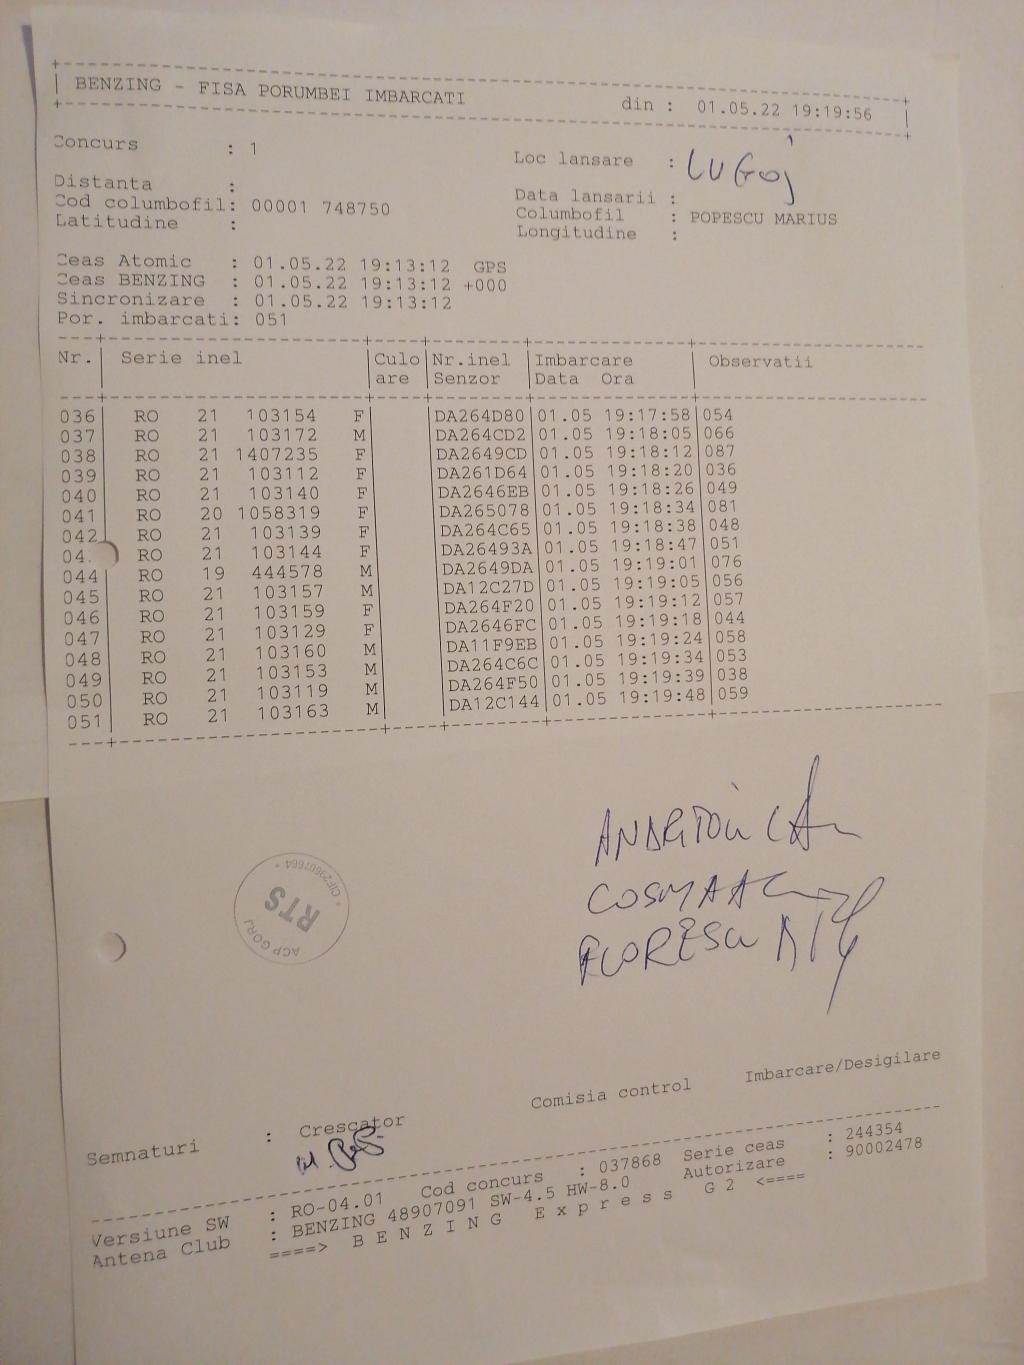 BENZING - FISA PORUMBEI IMBARCATI din : 01.05.22 19:19:56
Concurs : 1
Loc lansare : LUGOJ
Distanta :
Data lansarii :
Cod columbofil: 00001 748750
Columbofil : POPESCU MARIUS
Latitudine :
Longitudine :
Ceas Atomic : 01.05.22 19:13:12 GPS
Ceas BENZING : 01.05.22 19:13:12 +000
Sincronizare : 01.05.22 19:13:12
Por. imbarcati: 051
Nr. Serie inel Culo Nr.inel Imbarcare Observatii
are Senzor Data Ora
036 RO 21 103154 F DA264D80 01.05 19:17:58 054
037 RO 21 103172 M DA264CD2 01.05 19:18:05 066
038 RO 21 1407235 F DA2649CD 01.05 19:18:12 087
039 RO 21 103112 F DA261D64 01.05 19:18:20 036
040 RO 21 103140 F DA2646EB 01.05 19:18:26 049
041 RO 20 1058319 F DA265078 01.05 19:18:34 081
042 RO 21 103139 F DA264C65 01.05 19:18:38 048
04. RO 21 103144 F DA26493A 01.05 19:18:47 051
044 RO 19 444578 M DA2649DA 01.05 19:19:01 076
045 RO 21 103157 M DA12C27D 01.05 19:19:05 056
046 RO 21 103159 F DA264F20 01.05 19:19:12 057
047 RO 21 103129 F DA2646FC 01.05 19:19:18 044
048 RO 21 103160 M DA11F9EB 01.05 19:19:24 058
049 RO 21 103153 M DA264C6C 01.05 19:19:34 053
050 RO 21 103119 M DA264F50 01.05 19:19:39 038
051 RO 21 103163 M DA12C144 01.05 19:19:48 059
COSMA
FLORESCU
* CIF29607664 *
RTS
ACP GORJ
Semnaturi : Crescator Comisia control Imbarcare/Desigilare
Versiune SW : RO-04.01 Cod concurs : 037868 Serie ceas : 244354
Antena Club : BENZING 48907091 SW-4.5 HW-8.0 Autorizare : 90002478
====> B E N Z I N G E x p r e s s G 2 <====